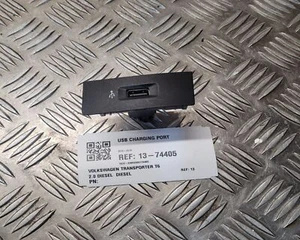 USB CHARGING PORT
REF: 13-74405
VOLKSWAGEN TRANSPORTER T6
2.0 DIESEL DIESEL
REF: 13
PN: